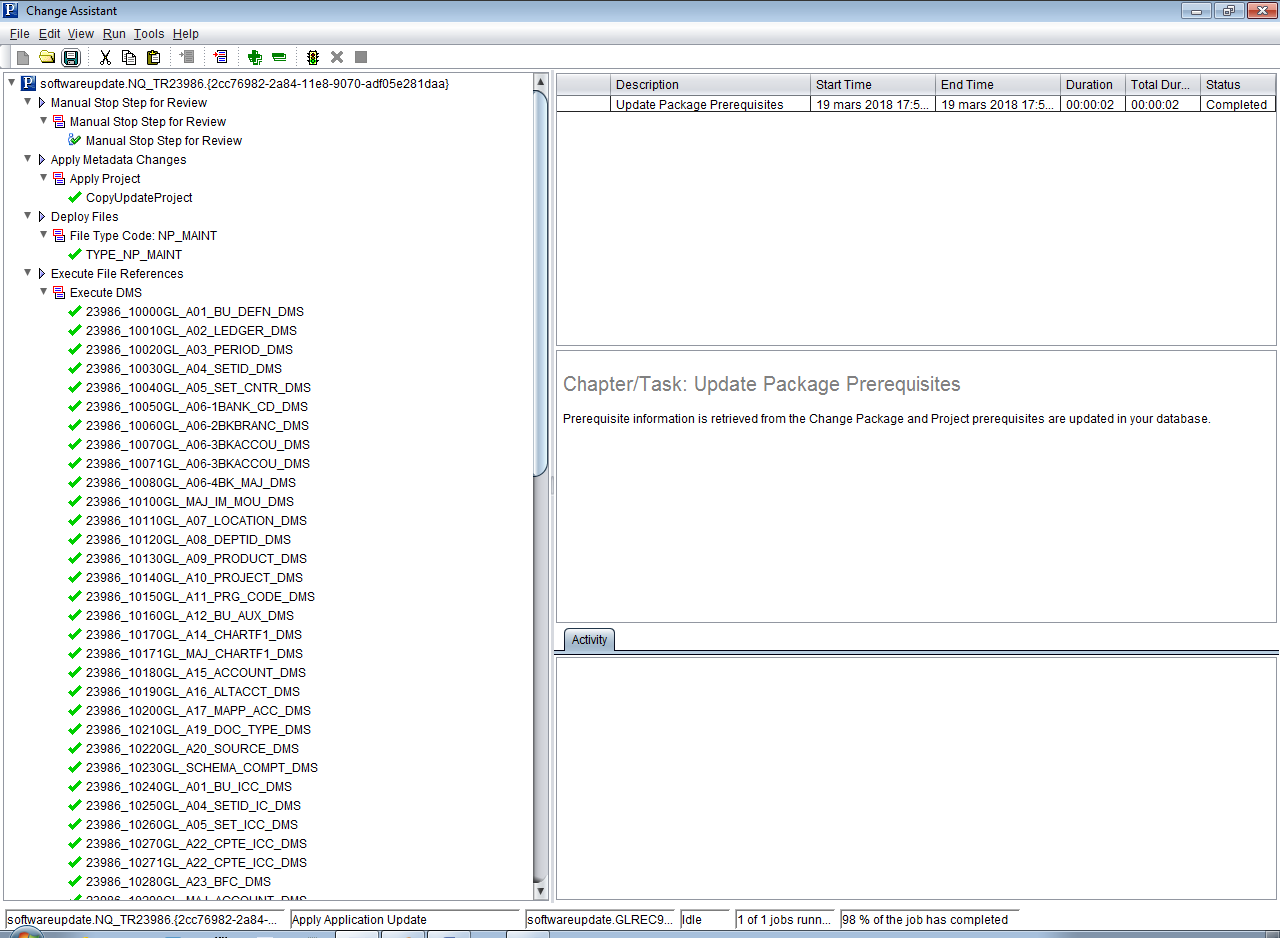 Change Assistant
File Edit View Run Tools Help
softwareupdate.NQ_TR23986.{2cc76982-2a84-11e8-9070-adf05e281daa}
Manual Stop Step for Review
Manual Stop Step for Review
Manual Stop Step for Review
Apply Metadata Changes
Apply Project
CopyUpdateProject
Deploy Files
File Type Code: NP_MAINT
TYPE_NP_MAINT
Execute File References
Execute DMS
23986_10000GL_A01_BU_DEFN_DMS
23986_10010GL_A02_LEDGER_DMS
23986_10020GL_A03_PERIOD_DMS
23986_10030GL_A04_SETID_DMS
23986_10040GL_A05_SET_CNTR_DMS
23986_10050GL_A06-1BANK_CD_DMS
23986_10060GL_A06-2BKBRANC_DMS
23986_10070GL_A06-3BKACCOU_DMS
23986_10071GL_A06-3BKACCOU_DMS
23986_10080GL_A06-4BK_MAJ_DMS
23986_10100GL_MAJ_IM_MOU_DMS
23986_10110GL_A07_LOCATION_DMS
23986_10120GL_A08_DEPTID_DMS
23986_10130GL_A09_PRODUCT_DMS
23986_10140GL_A10_PROJECT_DMS
23986_10150GL_A11_PRG_CODE_DMS
23986_10160GL_A12_BU_AUX_DMS
23986_10170GL_A14_CHARTF1_DMS
23986_10171GL_MAJ_CHARTF1_DMS
23986_10180GL_A15_ACCOUNT_DMS
23986_10190GL_A16_ALTACCT_DMS
23986_10200GL_A17_MAPP_ACC_DMS
23986_10210GL_A19_DOC_TYPE_DMS
23986_10220GL_A20_SOURCE_DMS
23986_10230GL_SCHEMA_COMPT_DMS
23986_10240GL_A01_BU_ICC_DMS
23986_10250GL_A04_SETID_IC_DMS
23986_10260GL_A05_SET_ICC_DMS
23986_10270GL_A22_CPTE_ICC_DMS
23986_10271GL_A22_CPTE_ICC_DMS
23986_10280GL_A23_BFC_DMS
23986_10290GL_MAJ_ACCOUNT_DMS
Description Start Time End Time Duration Total Dur... Status
Update Package Prerequisites 19 mars 2018 17:5... 19 mars 2018 17:5... 00:00:02 00:00:02 Completed
Chapter/Task: Update Package Prerequisites
Prerequisite information is retrieved from the Change Package and Project prerequisites are updated in your database.
Activity
softwareupdate.NQ_TR23986.{2cc76982-2a84-... Apply Application Update softwareupdate.GLREC9... Idle 1 of 1 jobs runn... 98 % of the job has completed